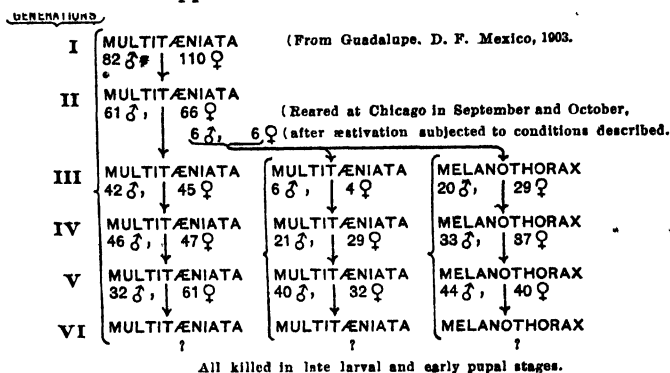 GENERATIONS
I MULTITÆNIATA (From Guadalupe. D. F. Mexico, 1903.
82 ♂ 110 ♀
II MULTITÆNIATA
61 ♂, 66 ♀ (Reared at Chicago in September and October,
6 ♂, 6 ♀ (after æstivation subjected to conditions described.
III MULTITÆNIATA MULTITÆNIATA MELANOTHORAX
42 ♂, 45 ♀ 6 ♂, 4 ♀ 20 ♂, 29 ♀
IV MULTITÆNIATA MULTITÆNIATA MELANOTHORAX
46 ♂, 47 ♀ 21 ♂, 29 ♀ 33 ♂, 87 ♀
V MULTITÆNIATA MULTITÆNIATA MELANOTHORAX
32 ♂, 61 ♀ 40 ♂, 32 ♀ 44 ♂, 40 ♀
VI MULTITÆNIATA MULTITÆNIATA MELANOTHORAX
? ? ?
All killed in late larval and early pupal stages.